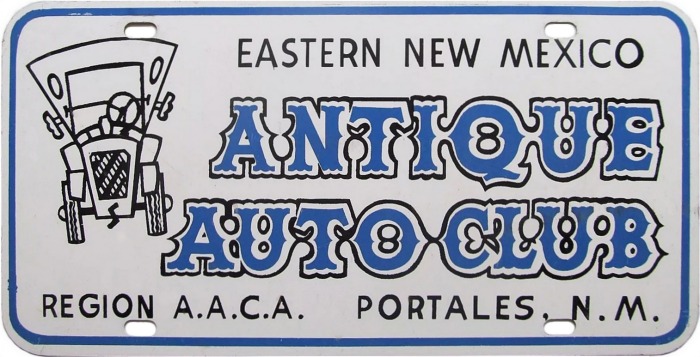 EASTERN NEW MEXICO
ANTIQUE
AUTO CLUB
REGION A.A.C.A. PORTALES, N.M.